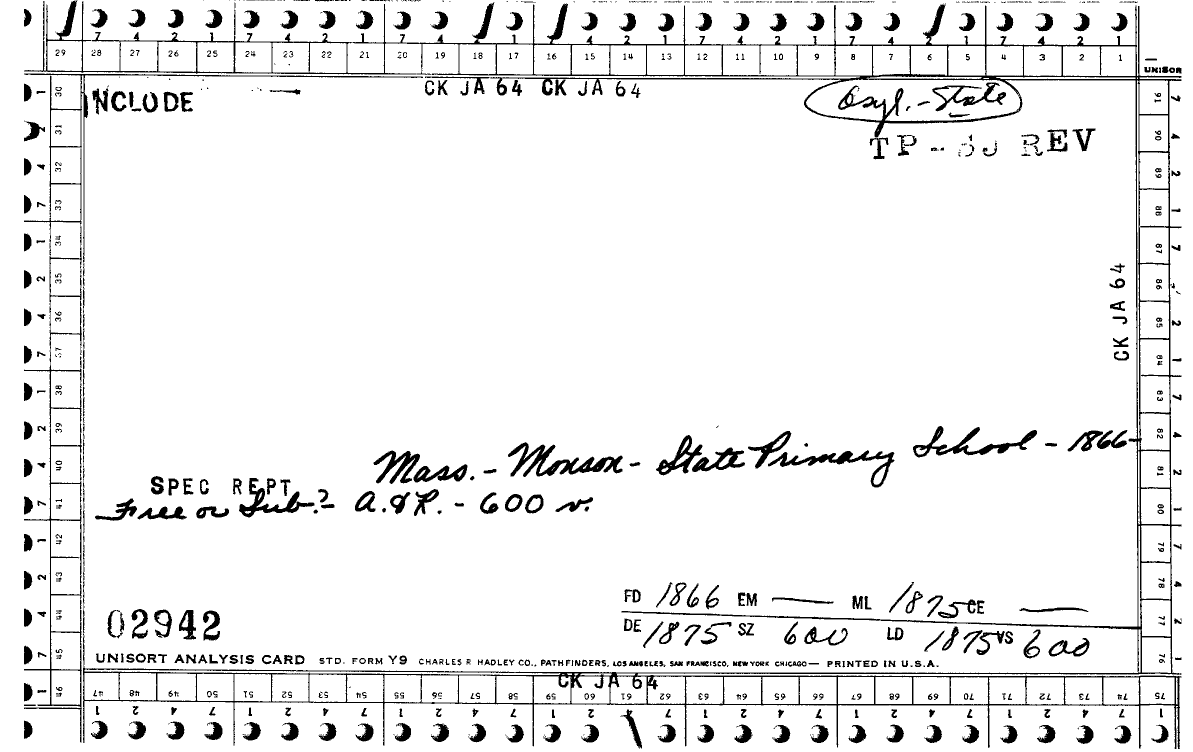 7 4 2 1 7 4 2 1 7 4 2 1 7 4 2 1 7 4 2 1 7 4 2 1 7 4 2 1
29 28 27 26 25 24 23 22 21 20 19 18 17 16 15 14 13 12 11 10 9 8 7 6 5 4 3 2 1
UNISOR
INCLUDE
CK JA 64 CK JA 64
Asyl. - State
TP - REV
CK JA 64
Mass. - Monson - State Primary School - 1866-
SPEC REPT
Free or Sub.? - A.&R. - 600 v.
FD 1866 EM — ML 1875 CE —
02942
DE 1875 SZ 600 LD 1875 VS 600
UNISORT ANALYSIS CARD STD. FORM Y9 CHARLES R HADLEY CO., PATHFINDERS, LOS ANGELES, SAN FRANCISCO, NEW YORK CHICAGO — PRINTED IN U.S.A.
CK JA 64
30 31 32 33 34 35 36 37 38 39 40 41 42 43 44 45 46
47 48 49 50 51 52 53 54 55 56 57 58 59 60 61 62 63 64 65 66 67 68 69 70 71 72 73 74 75
91 90 89 88 87 86 85 84 83 82 81 80 79 78 77 76